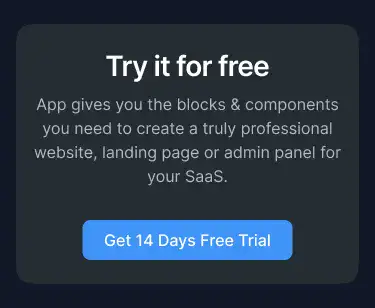 Try it for free
App gives you the blocks & components
you need to create a truly professional
website, landing page or admin panel for
your SaaS.
Get 14 Days Free Trial